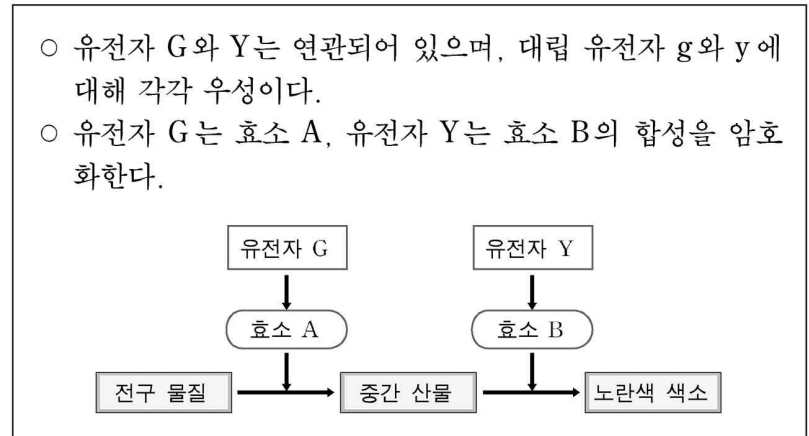 ○ 유전자 G와 Y는 연관되어 있으며, 대립 유전자 g와 y에
대해 각각 우성이다.
○ 유전자 G는 효소 A, 유전자 Y는 효소 B의 합성을 암호
화한다.
유전자 G 유전자 Y
효소 A 효소 B
전구 물질 중간 산물 노란색 색소